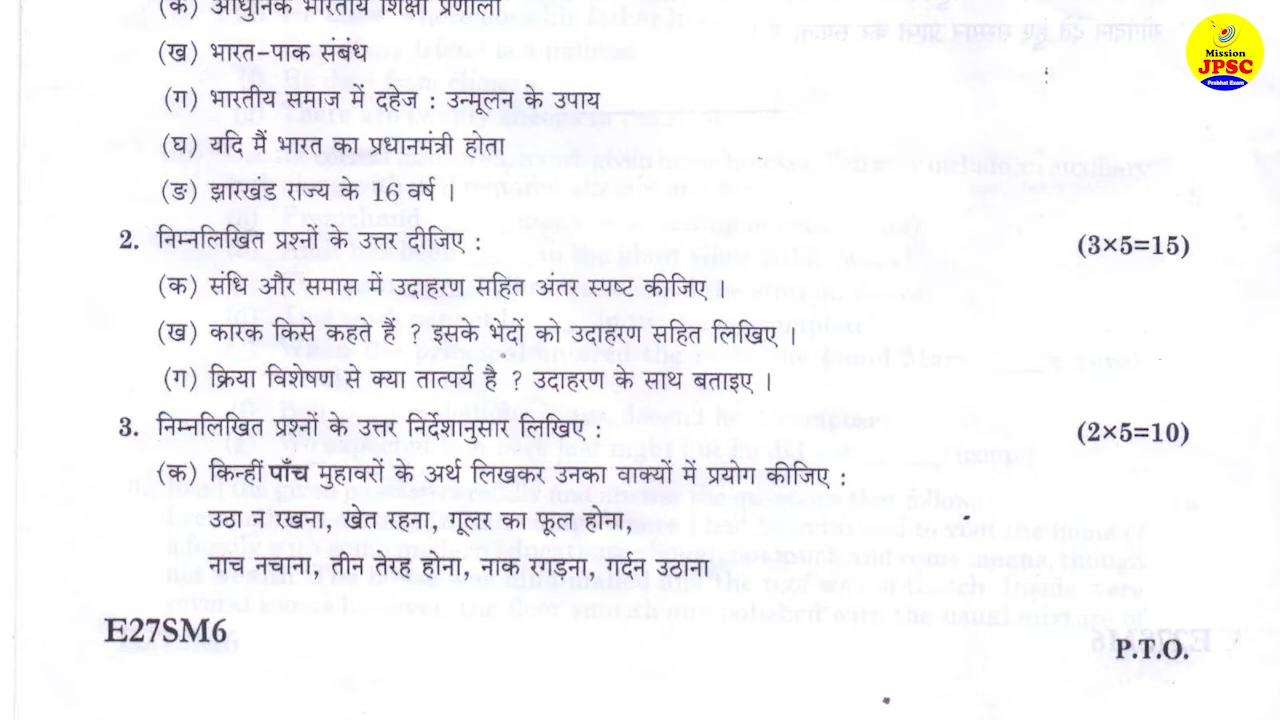 (क) आधुनिक भारतीय शिक्षा प्रणाली
(ख) भारत-पाक संबंध
(ग) भारतीय समाज में दहेज : उन्मूलन के उपाय
(घ) यदि मैं भारत का प्रधानमंत्री होता
(ङ) झारखंड राज्य के 16 वर्ष ।
2. निम्नलिखित प्रश्नों के उत्तर दीजिए : (3×5=15)
(क) संधि और समास में उदाहरण सहित अंतर स्पष्ट कीजिए ।
(ख) कारक किसे कहते हैं ? इसके भेदों को उदाहरण सहित लिखिए ।
(ग) क्रिया विशेषण से क्या तात्पर्य है ? उदाहरण के साथ बताइए ।
3. निम्नलिखित प्रश्नों के उत्तर निर्देशानुसार लिखिए : (2×5=10)
(क) किन्हीं पाँच मुहावरों के अर्थ लिखकर उनका वाक्यों में प्रयोग कीजिए :
उठा न रखना, खेत रहना, गूलर का फूल होना,
नाच नचाना, तीन तेरह होना, नाक रगड़ना, गर्दन उठाना
E27SM6
P.T.O.
Mission
JPSC
Prabhat Exam